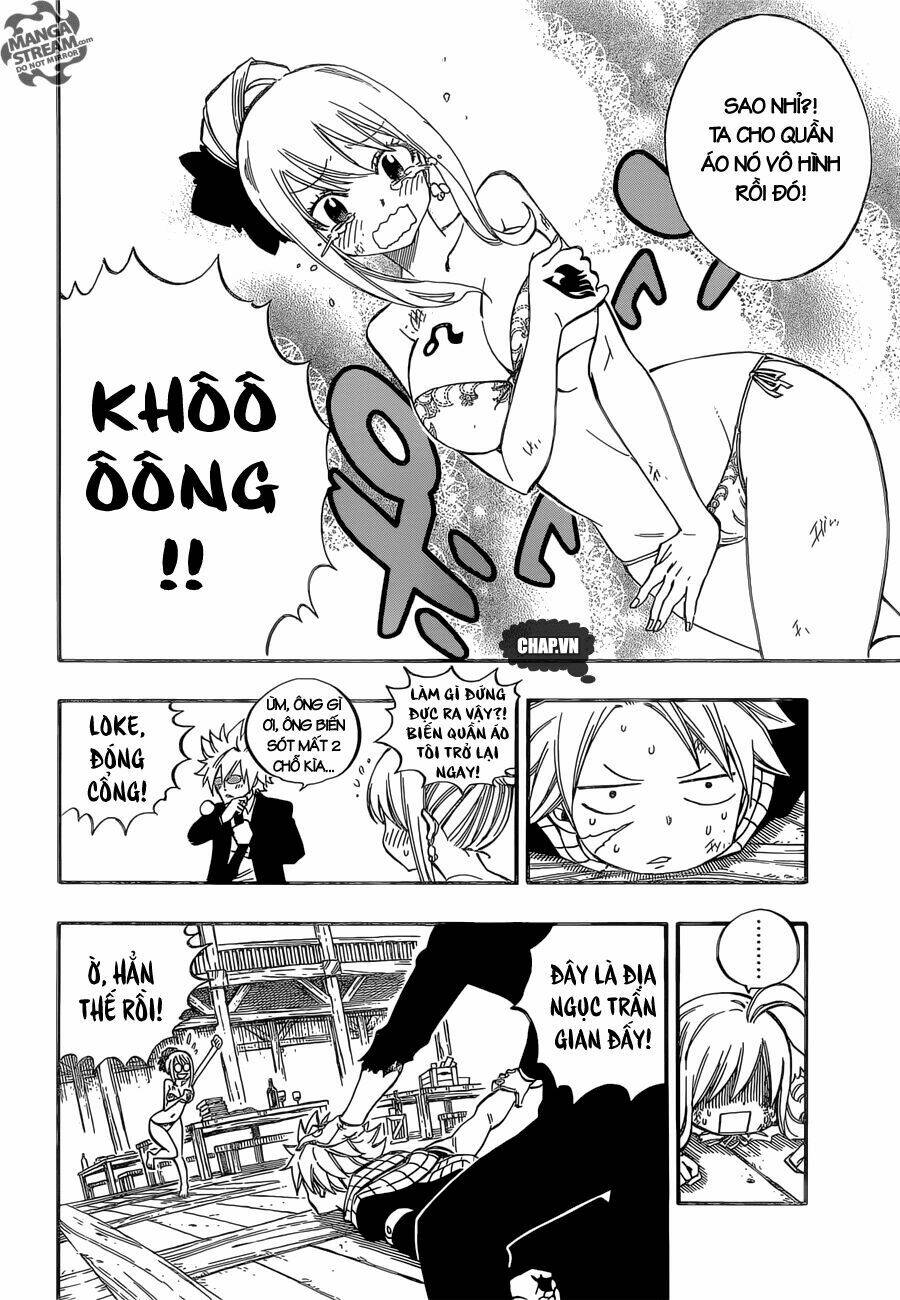 MANGA
STREAM.com
DO NOT MIRROR
SAO NHỈ?!
TA CHO QUẦN
ÁO NÓ VÔ HÌNH
RỒI ĐÓ!
KHÔÔ
ÔÔNG
!!
CHAP.VN
LÀM GÌ ĐỨNG
ĐỰC RA VẬY?!
BIẾN QUẦN ÁO
TÔI TRỞ LẠI
NGAY!
ỪM, ÔNG GÌ
ƠI, ÔNG BIẾN
SÓT MẤT 2
CHỖ KÌA...
LOKE,
ĐÓNG
CỔNG!
.........
ĐÂY LÀ ĐỊA
NGỤC TRẦN
GIAN ĐẤY!
Ờ, HẲN
THẾ RỒI!